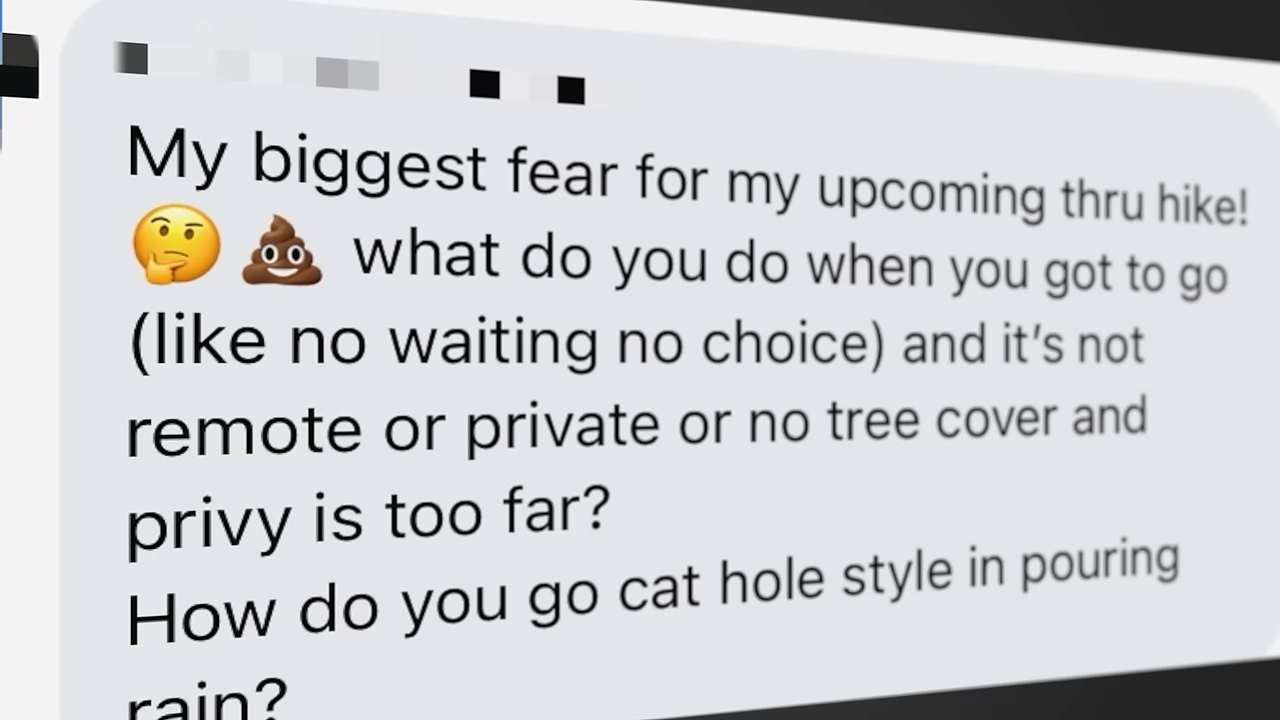 My biggest fear for my upcoming thru hike!
🤔 💩 what do you do when you got to go
(like no waiting no choice) and it’s not
remote or private or no tree cover and
privy is too far?
How do you go cat hole style in pouring
rain?